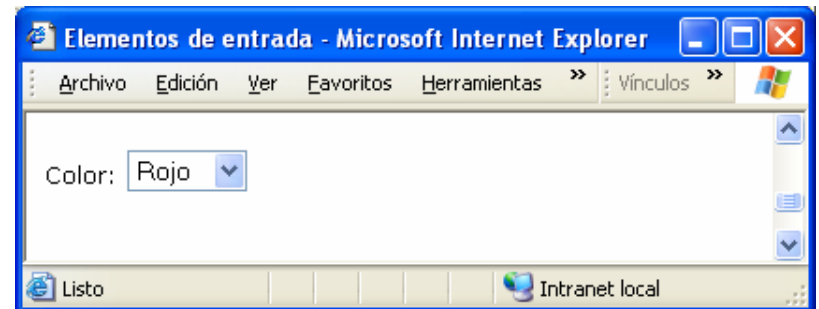 Elementos de entrada - Microsoft Internet Explorer
Archivo Edición Ver Favoritos Herramientas » Vínculos »
Color: Rojo
Listo Intranet local